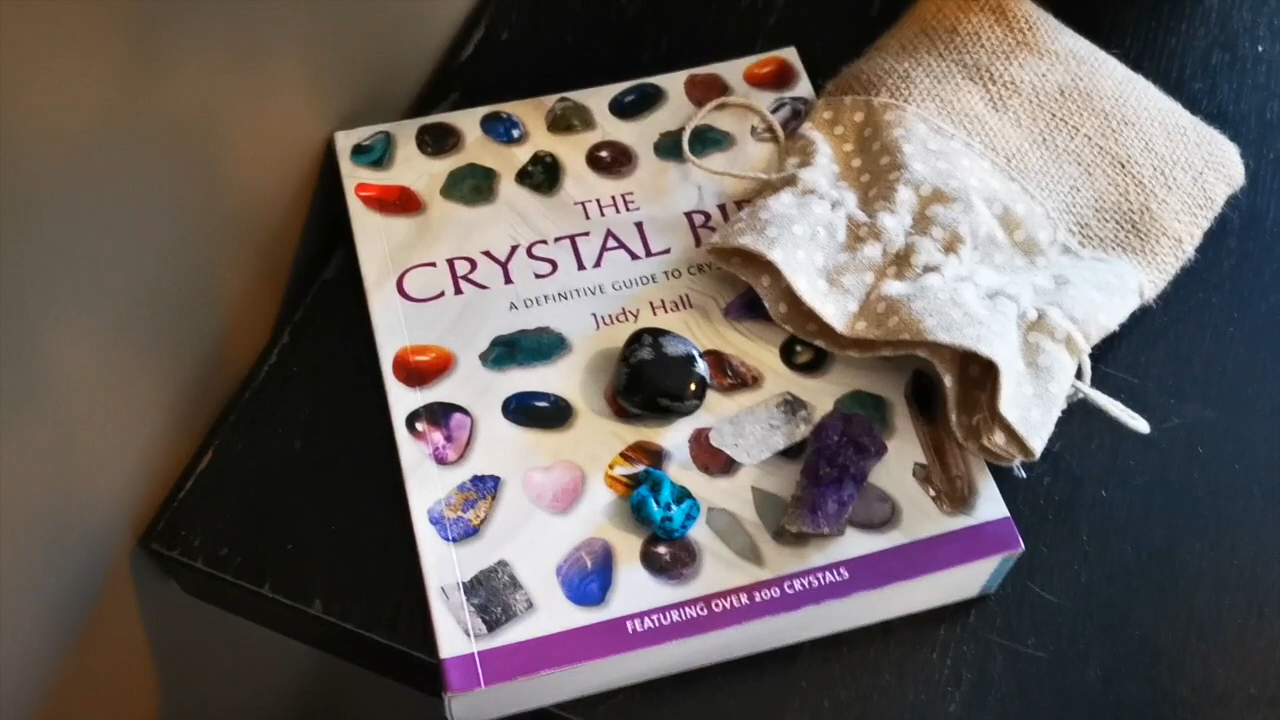 THE
CRYSTAL
A DEFINITIVE GUIDE TO
Judy Hall
FEATURING OVER 200 CRYSTALS